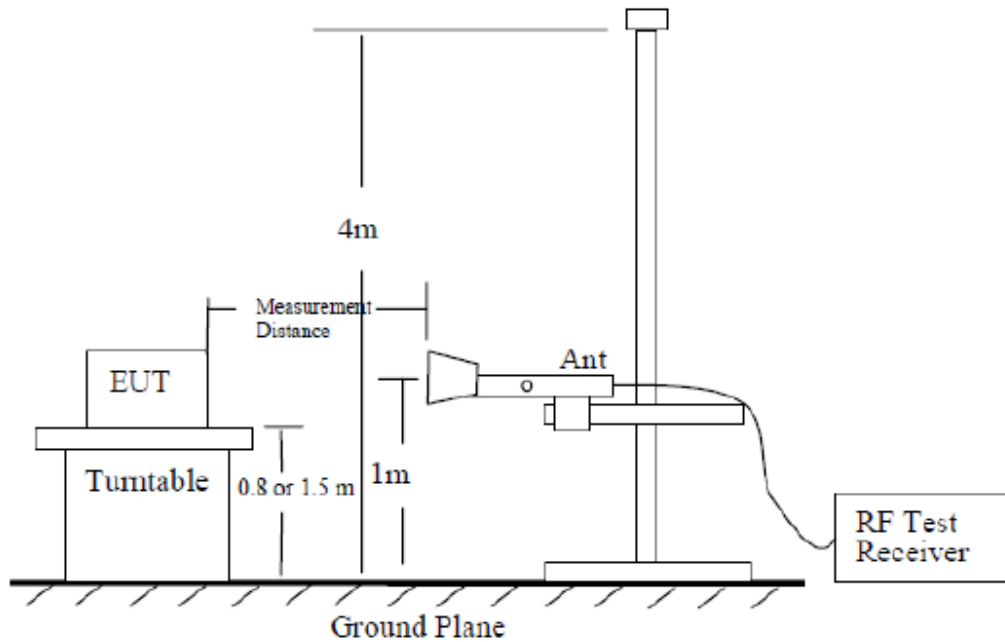 4m
Measurement
Distance
Ant
EUT
Turntable
0.8 or 1.5 m
1m
RF Test
Receiver
Ground Plane